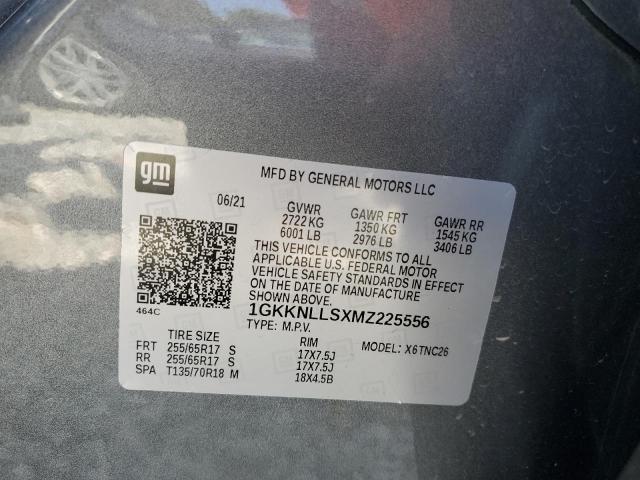 gm
MFD BY GENERAL MOTORS LLC
06/21
GVWR GAWR FRT GAWR RR
2722 KG 1350 KG 1545 KG
6001 LB 2976 LB 3406 LB
THIS VEHICLE CONFORMS TO ALL
APPLICABLE U.S. FEDERAL MOTOR
VEHICLE SAFETY STANDARDS IN EFFECT
ON THE DATE OF MANUFACTURE
SHOWN ABOVE.
464C
1GKKNLLSXMZ225556
TYPE: M.P.V.
TIRE SIZE RIM MODEL: X6TNC26
FRT 255/65R17 S 17X7.5J
RR 255/65R17 S 17X7.5J
SPA T135/70R18 M 18X4.5B